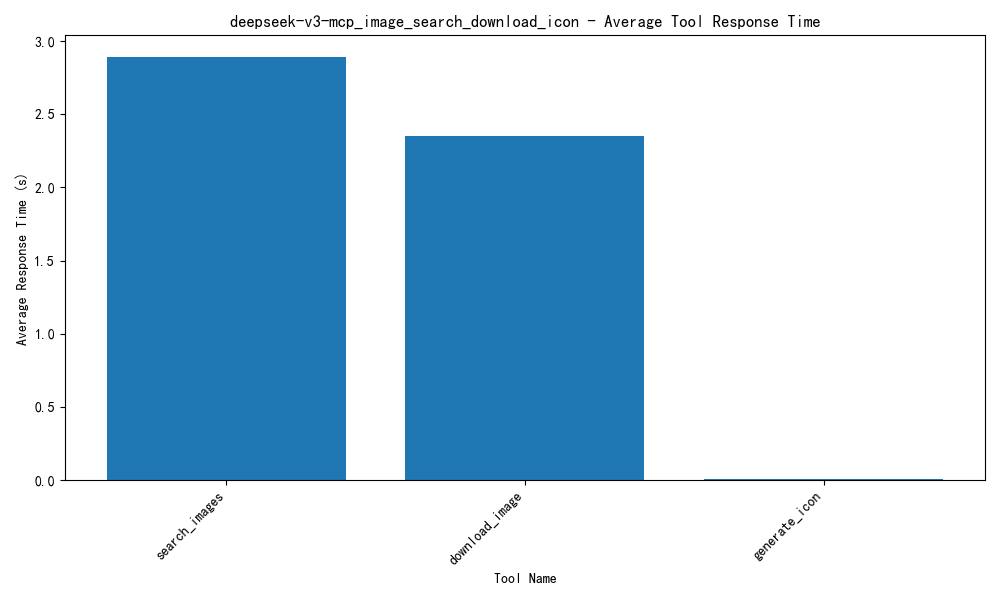 deepseek-v3-mcp_image_search_download_icon - Average Tool Response Time
Average Response Time (s)
3.0
2.5
2.0
1.5
1.0
0.5
0.0
search_images
download_image
generate_icon
Tool Name